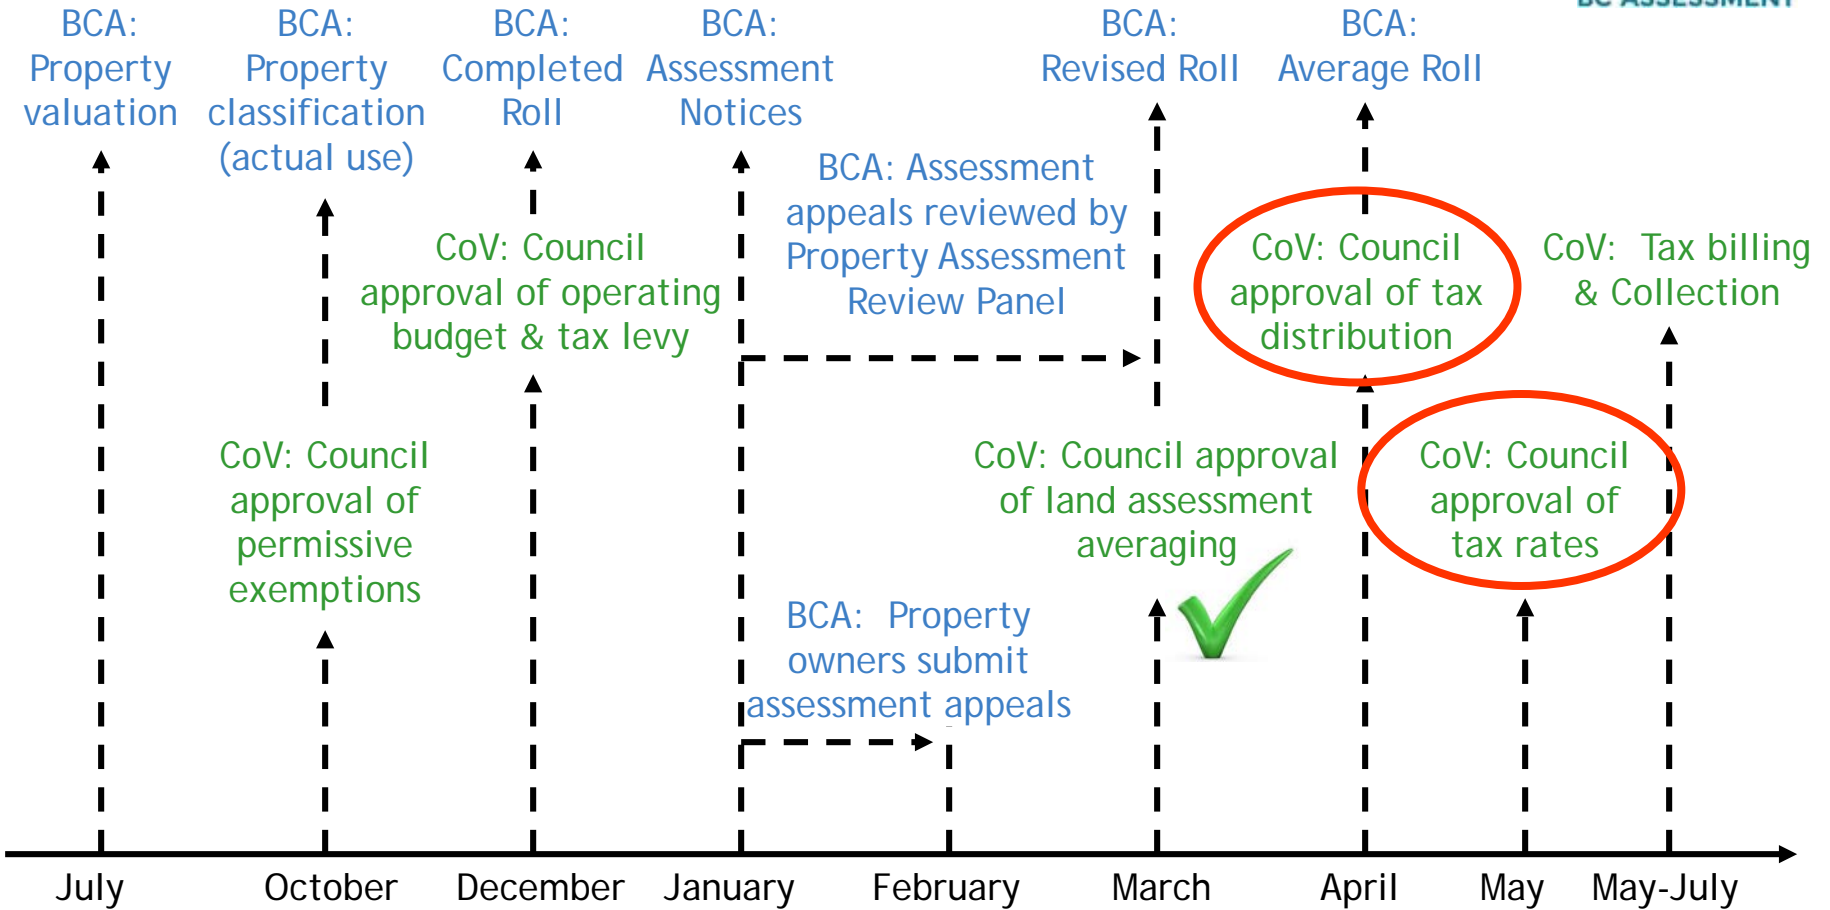 BC ASSESSMENT
BCA:
Property
valuation
BCA:
Property
classification
(actual use)
BCA:
Completed
Roll
BCA:
Assessment
Notices
BCA:
Revised Roll
BCA:
Average Roll
BCA: Assessment
appeals reviewed by
Property Assessment
Review Panel
CoV: Council
approval of operating
budget & tax levy
CoV: Council
approval of tax
distribution
CoV: Tax billing
& Collection
CoV: Council
approval of
permissive
exemptions
CoV: Council approval
of land assessment
averaging
CoV: Council
approval of
tax rates
BCA: Property
owners submit
assessment appeals
July
October
December
January
February
March
April
May
May-July